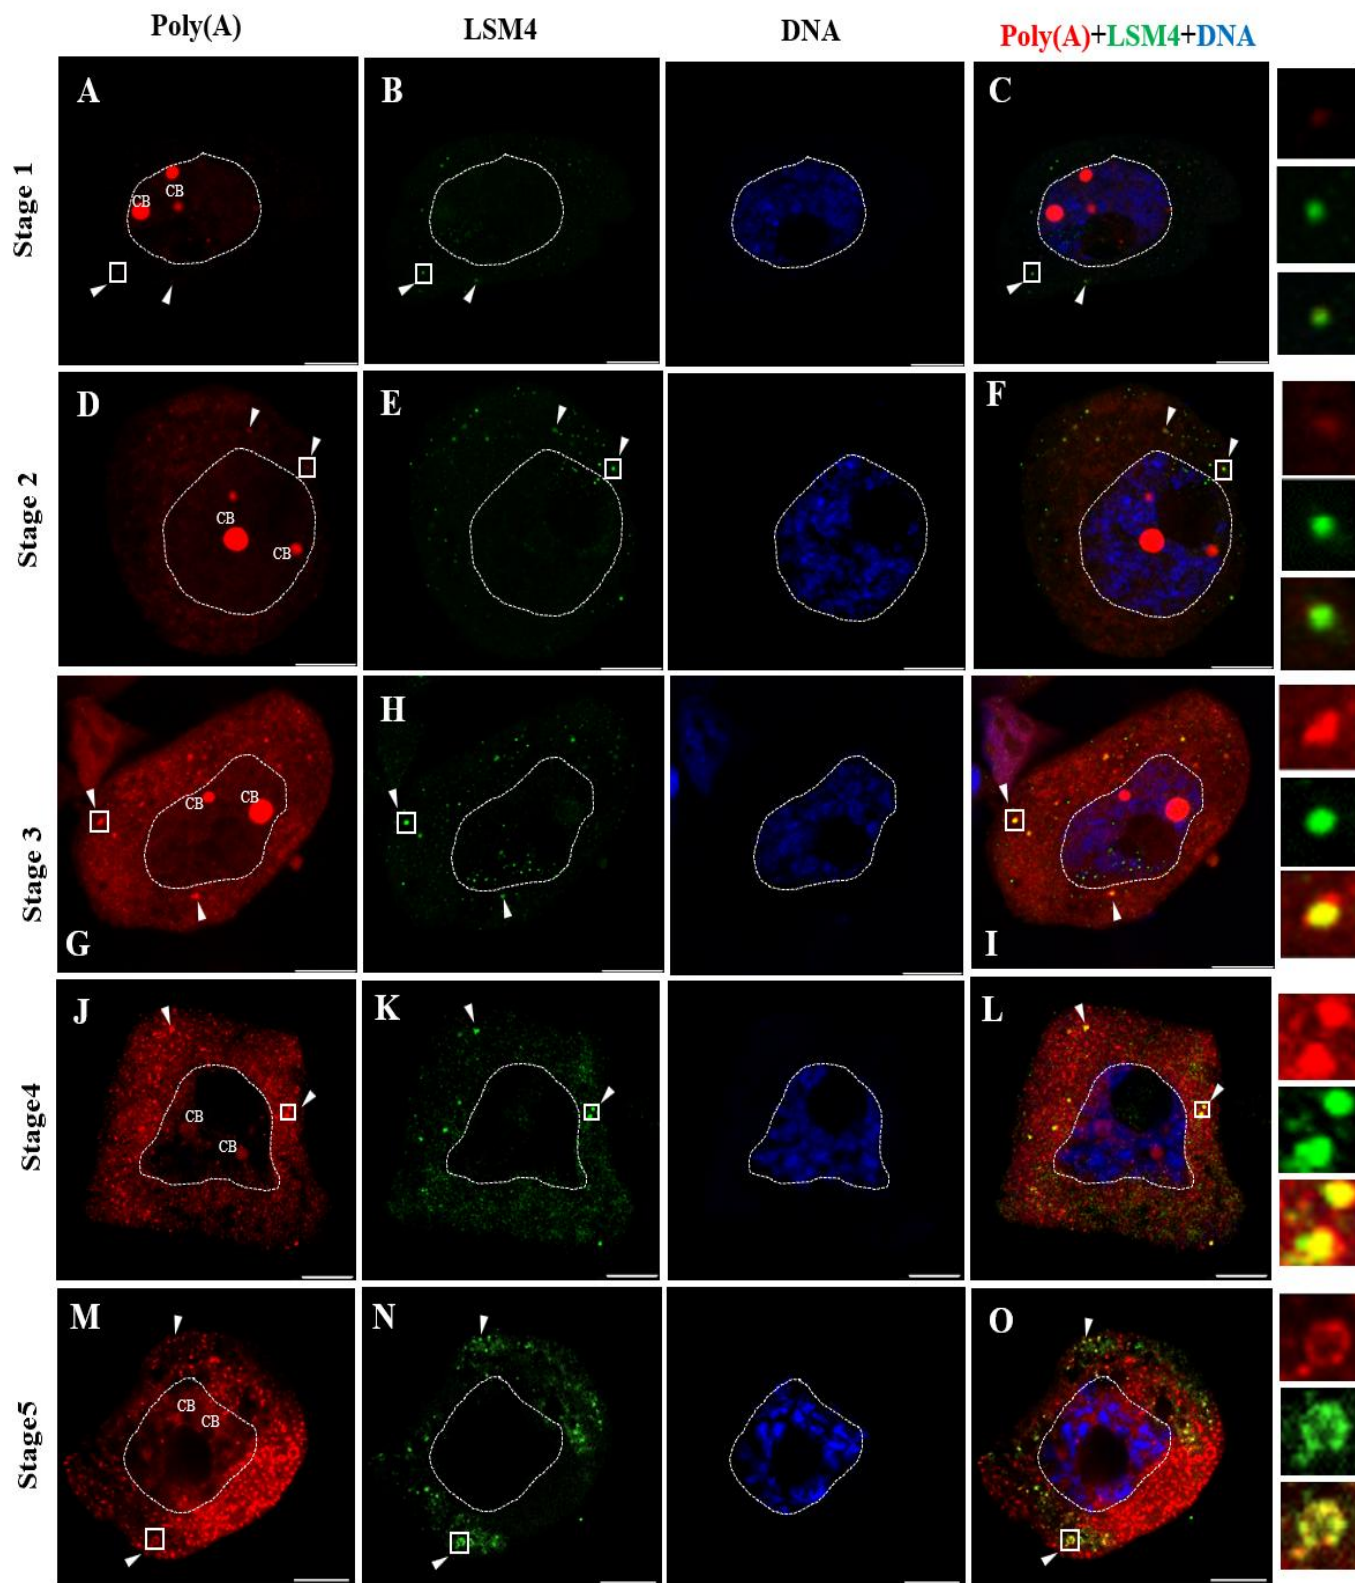 Poly(A) LSM4 DNA Poly(A)+LSM4+DNA
Stage 1
A B C
CB CB
Stage 2
D E F
CB
CB
Stage 3
H
CB CB
G I
Stage4
J K L
CB
CB
Stage5
M N O
CB CB